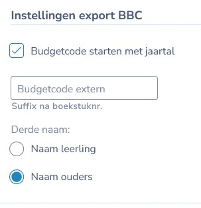 Instellingen export BBC
Budgetcode starten met jaartal
Budgetcode extern
Suffix na boekstuknr.
Derde naam:
Naam leerling
Naam ouders